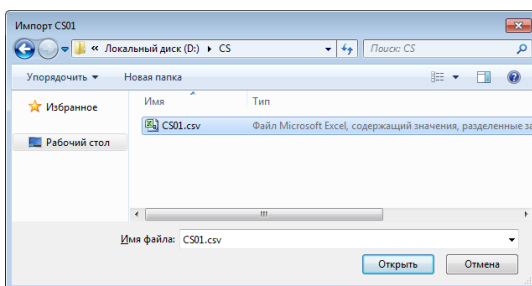 Импорт CS01
« Локальный диск (D:) ▸ CS
Поиск: CS
Упорядочить ▾ Новая папка
Избранное
Рабочий стол
Имя Тип
CS01.csv Файл Microsoft Excel, содержащий значения, разделенные
Имя файла: CS01.csv
Открыть Отмена